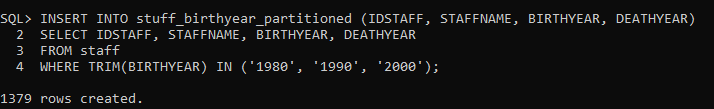 SQL> INSERT INTO stuff_birthyear_partitioned (IDSTAFF, STAFFNAME, BIRTHYEAR, DEATHYEAR)
  2  SELECT IDSTAFF, STAFFNAME, BIRTHYEAR, DEATHYEAR
  3  FROM staff
  4  WHERE TRIM(BIRTHYEAR) IN ('1980', '1990', '2000');
1379 rows created.